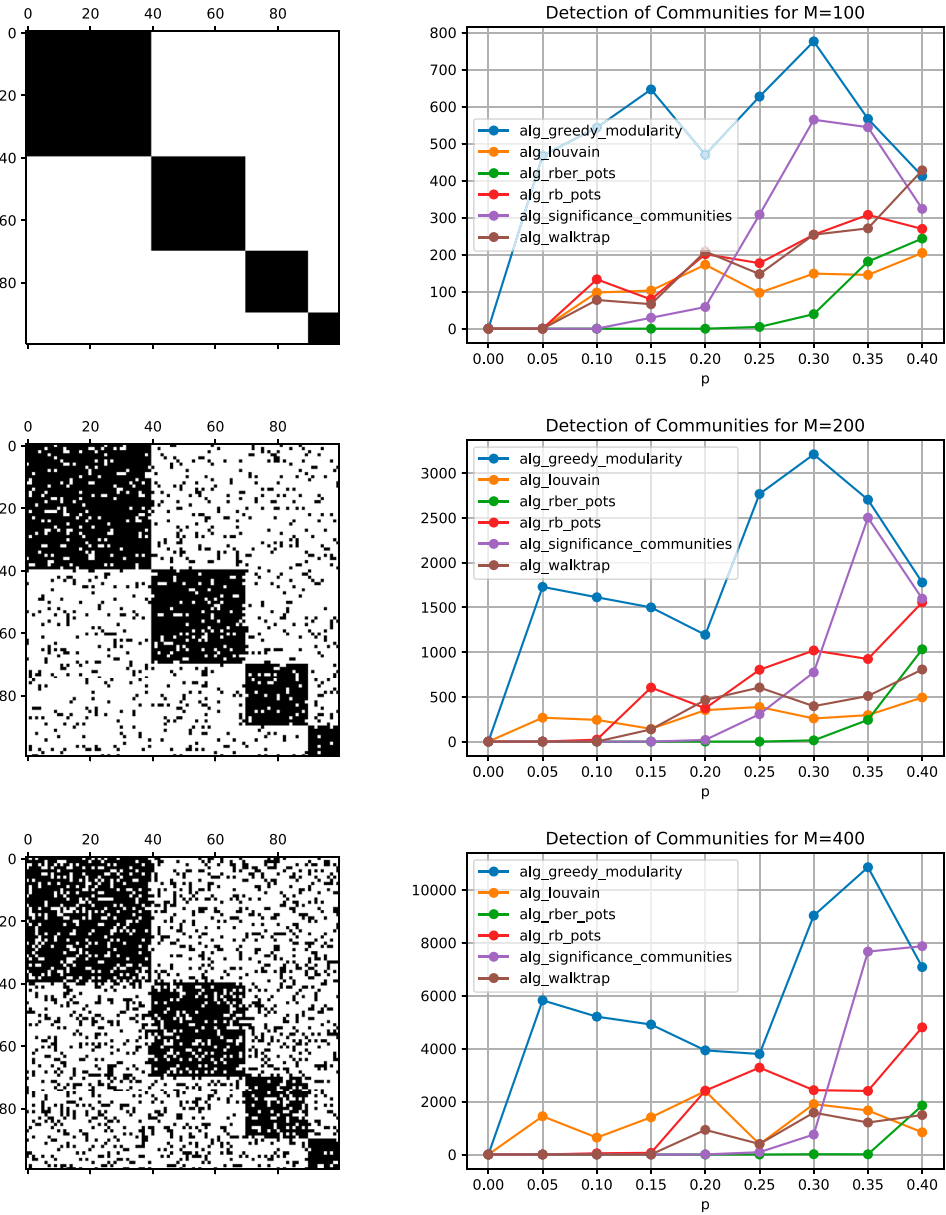 0 20 40 60 80
0
20
40
60
80
Detection of Communities for M=100
800
700
600
500
400
300
200
100
0
alg_greedy_modularity
alg_louvain
alg_rber_pots
alg_rb_pots
alg_significance_communities
alg_walktrap
0.00 0.05 0.10 0.15 0.20 0.25 0.30 0.35 0.40
p
0 20 40 60 80
0
20
40
60
80
Detection of Communities for M=200
3000
2500
2000
1500
1000
500
0
alg_greedy_modularity
alg_louvain
alg_rber_pots
alg_rb_pots
alg_significance_communities
alg_walktrap
0.00 0.05 0.10 0.15 0.20 0.25 0.30 0.35 0.40
p
0 20 40 60 80
0
20
40
60
80
Detection of Communities for M=400
10000
8000
6000
4000
2000
0
alg_greedy_modularity
alg_louvain
alg_rber_pots
alg_rb_pots
alg_significance_communities
alg_walktrap
0.00 0.05 0.10 0.15 0.20 0.25 0.30 0.35 0.40
p